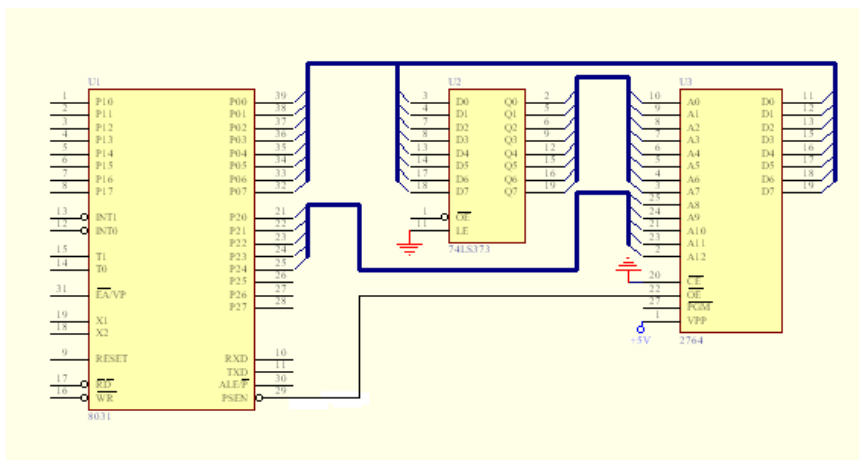 U1
1 P10 P00 39
2 P11 P01 38
3 P12 P02 37
4 P13 P03 36
5 P14 P04 35
6 P15 P05 34
7 P16 P06 33
8 P17 P07 32
13 INT1 P20 21
12 INT0 P21 22
P22 23
15 T1 P23 24
14 T0 P24 25
P25 26
31 EA/VP P26 27
P27 28
19 X1
18 X2
9 RESET RXD 10
TXD 11
17 RD ALE/P 30
16 WR PSEN 29
8031
U2
3 D0 Q0 2
4 D1 Q1 5
7 D2 Q2 6
8 D3 Q3 9
13 D4 Q4 12
14 D5 Q5 15
17 D6 Q6 16
18 D7 Q7 19
1 OE
11 LE
74LS373
U3
10 A0 D0 11
9 A1 D1 12
8 A2 D2 13
7 A3 D3 15
6 A4 D4 16
5 A5 D5 17
4 A6 D6 18
3 A7 D7 19
25 A8
24 A9
21 A10
23 A11
2 A12
20 CE
22 OE
27 PGM
1 VPP
+5V
2764